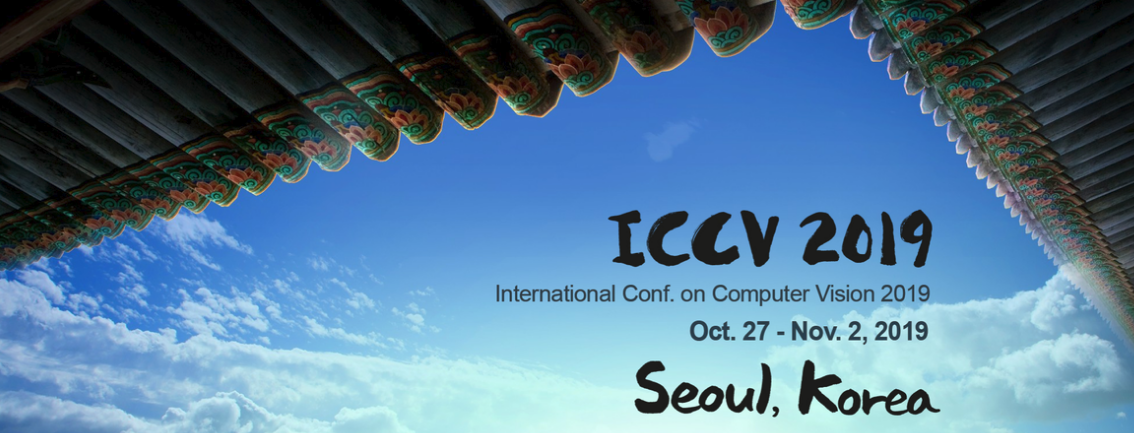 ICCV 2019
International Conf. on Computer Vision 2019
Oct. 27 - Nov. 2, 2019
Seoul, Korea